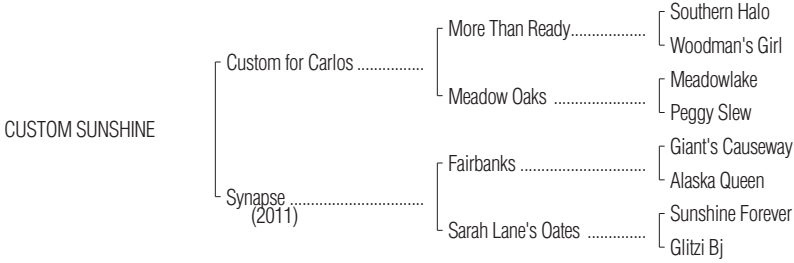 Southern Halo
More Than Ready....................
Woodman's Girl
Custom for Carlos ................
Meadowlake
Meadow Oaks ......................
Peggy Slew
CUSTOM SUNSHINE
Giant's Causeway
Fairbanks ..............................
Alaska Queen
Synapse ................................
(2011)
Sunshine Forever
Sarah Lane's Oates ..............
Glitzi Bj